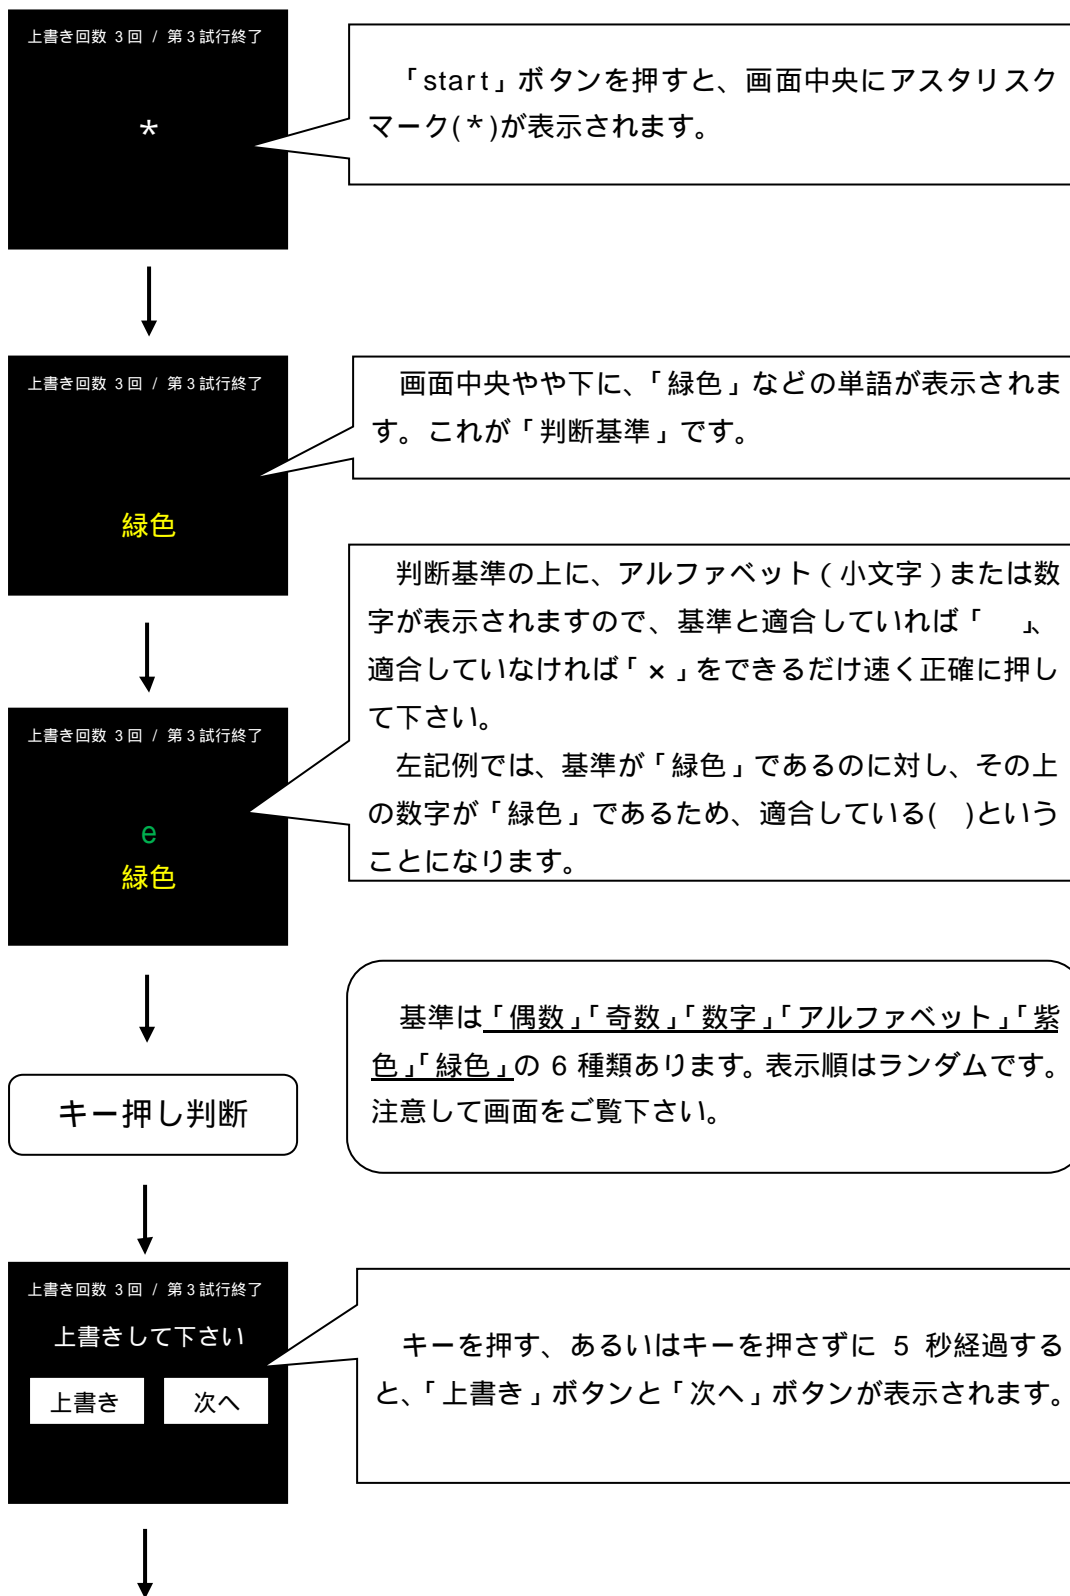 上書き回数 3回 / 第3試行終了
*
「start」ボタンを押すと、画面中央にアスタリスク
マーク(*)が表示されます。
上書き回数 3回 / 第3試行終了
緑色
画面中央やや下に、「緑色」などの単語が表示されま
す。これが「判断基準」です。
判断基準の上に、アルファベット(小文字)または数
字が表示されますので、基準と適合していれば「　」、
適合していなければ「×」をできるだけ速く正確に押し
て下さい。
左記例では、基準が「緑色」であるのに対し、その上
の数字が「緑色」であるため、適合している(　)という
ことになります。
上書き回数 3回 / 第3試行終了
e
緑色
基準は「偶数」「奇数」「数字」「アルファベット」「紫
色」「緑色」の 6 種類あります。表示順はランダムです。
注意して画面をご覧下さい。
キー押し判断
上書き回数 3回 / 第3試行終了
上書きして下さい
上書き
次へ
キーを押す、あるいはキーを押さずに 5 秒経過する
と、「上書き」ボタンと「次へ」ボタンが表示されます。